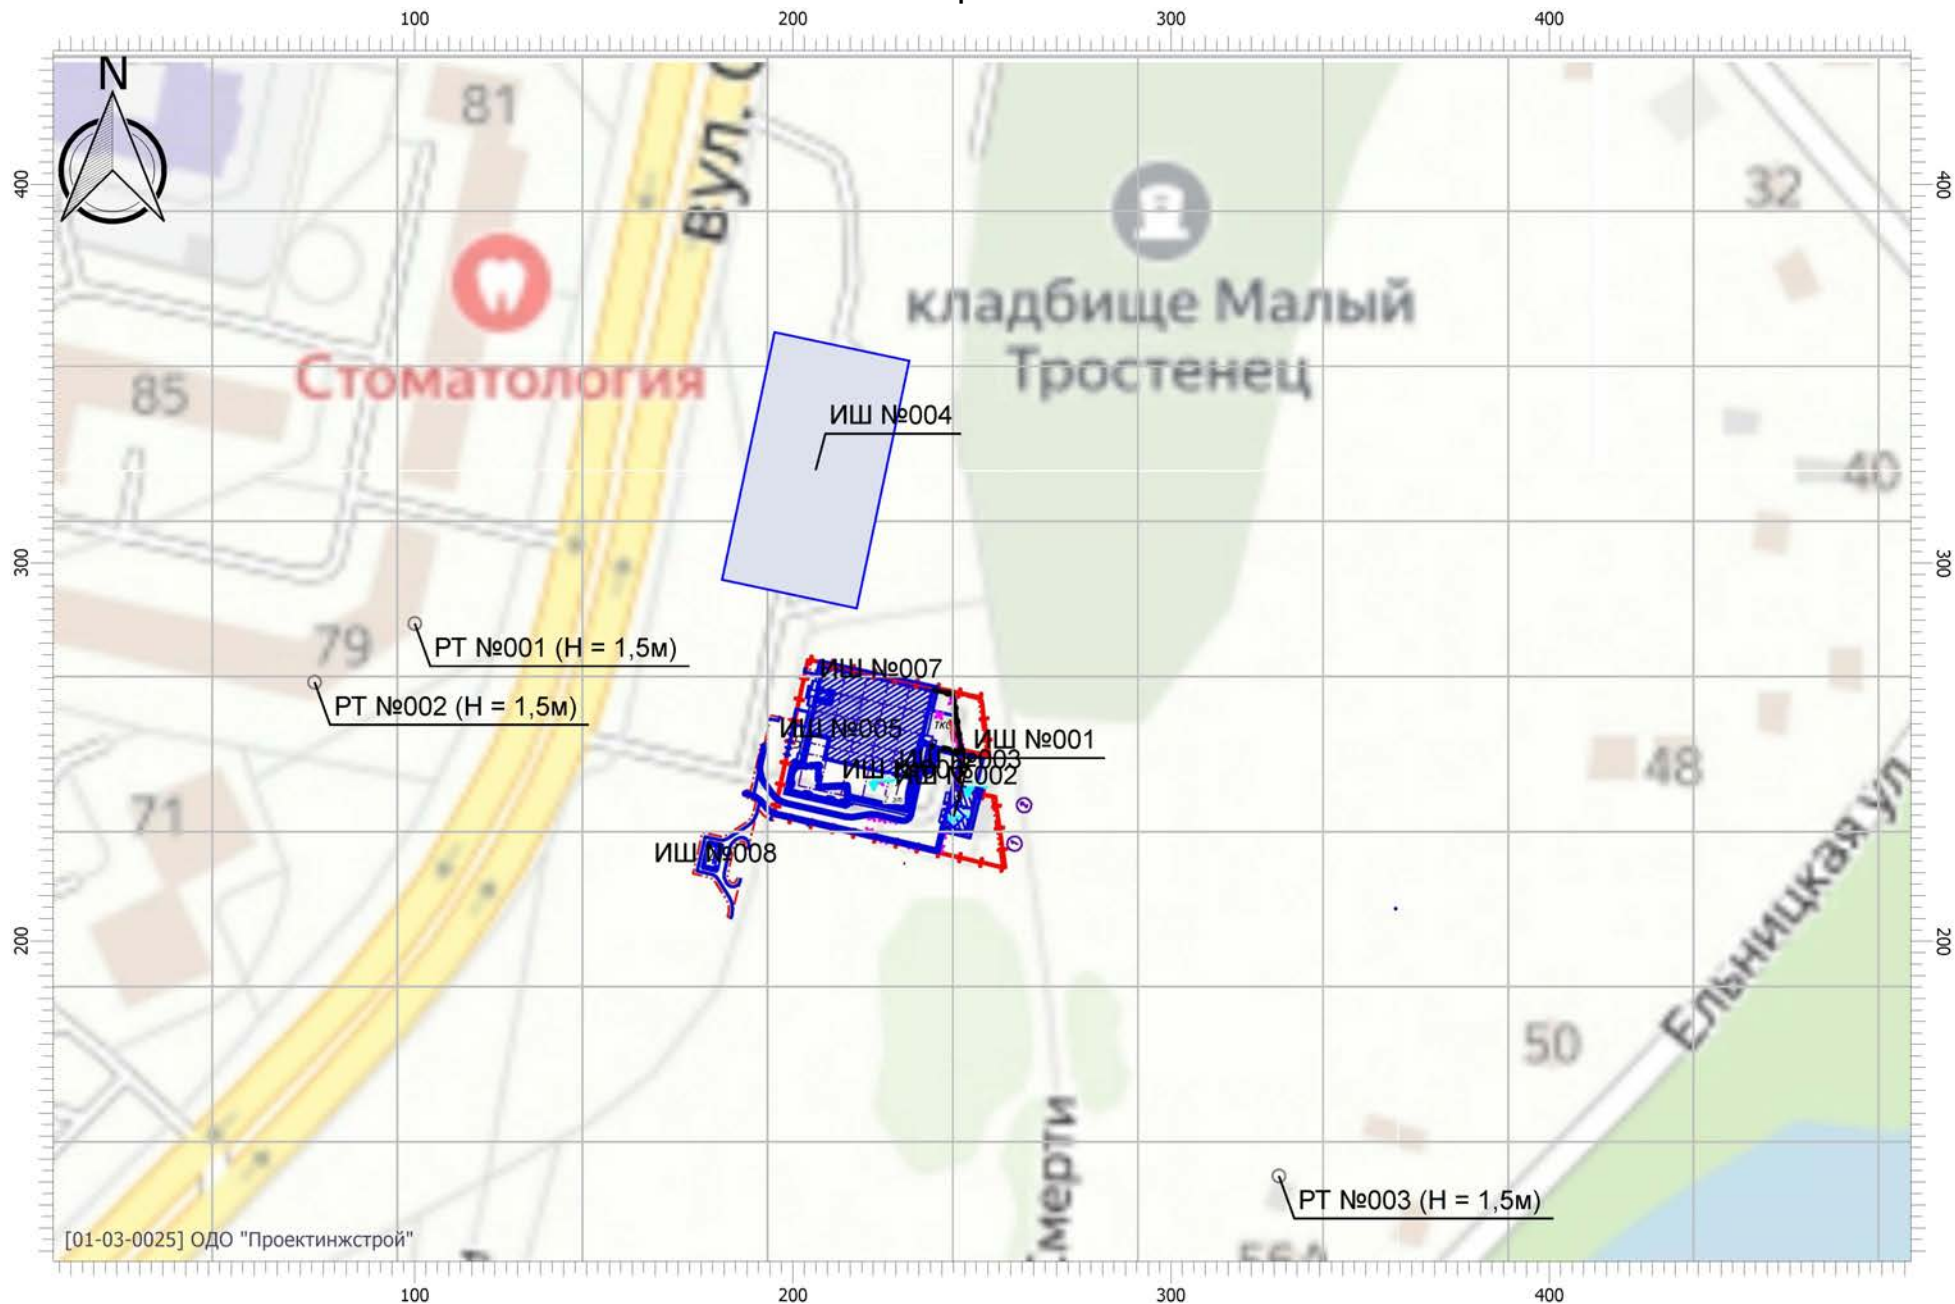 100 200 300 400
N
81
вул. С
400 400
32
кладбище Малый
Тростенец
Стоматология
85
ИШ №004
40
300 300
79
РТ №001 (Н = 1,5м)
РТ №002 (Н = 1,5м)
ИШ №007
ИШ №005
ИШ №001
№003
ИШ №002
48
71
ИШ №008
200 200
Ельницкая ул
50
мерти
РТ №003 (Н = 1,5м)
[01-03-0025] ОДО "Проектинжстрой"
100 200 300 400